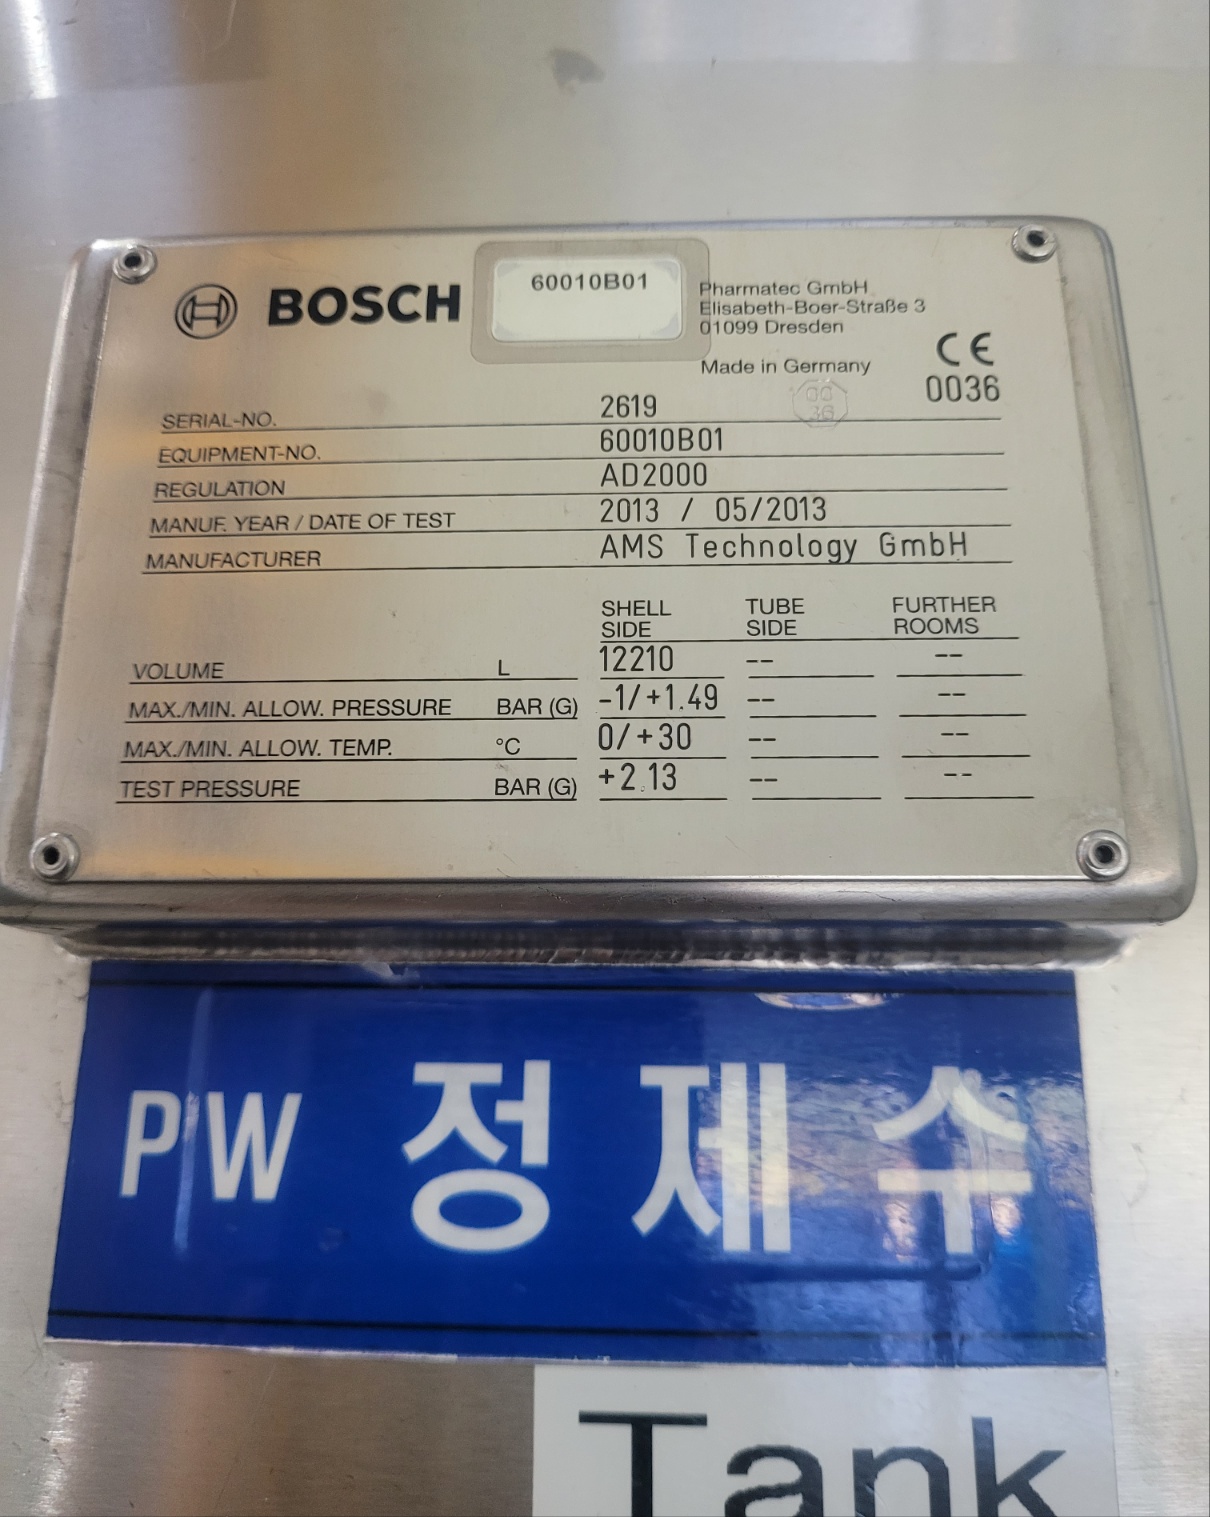 BOSCH
60010B01
Pharmatec GmbH
Elisabeth-Boer-Straße 3
01099 Dresden
Made in Germany
CE
0036
00
36
SERIAL-NO. 2619
EQUIPMENT-NO. 60010B01
REGULATION AD2000
MANUF. YEAR / DATE OF TEST 2013 / 05/2013
MANUFACTURER AMS Technology GmbH
SHELL SIDE TUBE SIDE FURTHER ROOMS
VOLUME L 12210 -- --
MAX./MIN. ALLOW. PRESSURE BAR (G) -1/+1.49 -- --
MAX./MIN. ALLOW. TEMP. °C 0/+30 -- --
TEST PRESSURE BAR (G) +2.13 -- --
PW 정제수
Tank